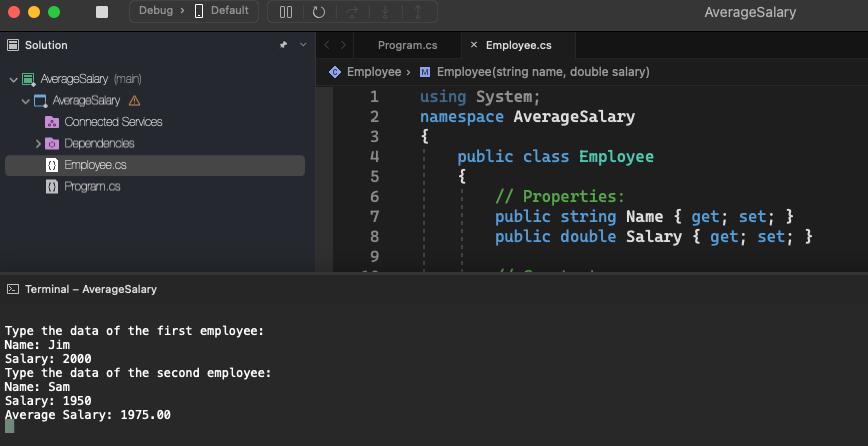 Debug › Default
AverageSalary
Solution
Program.cs
× Employee.cs
Employee › M Employee(string name, double salary)
AverageSalary (main)
AverageSalary
Connected Services
Dependencies
Employee.cs
Program.cs
1 using System;
2 namespace AverageSalary
3 {
4 public class Employee
5 {
6 // Properties:
7 public string Name { get; set; }
8 public double Salary { get; set; }
9
Terminal – AverageSalary
Type the data of the first employee:
Name: Jim
Salary: 2000
Type the data of the second employee:
Name: Sam
Salary: 1950
Average Salary: 1975.00